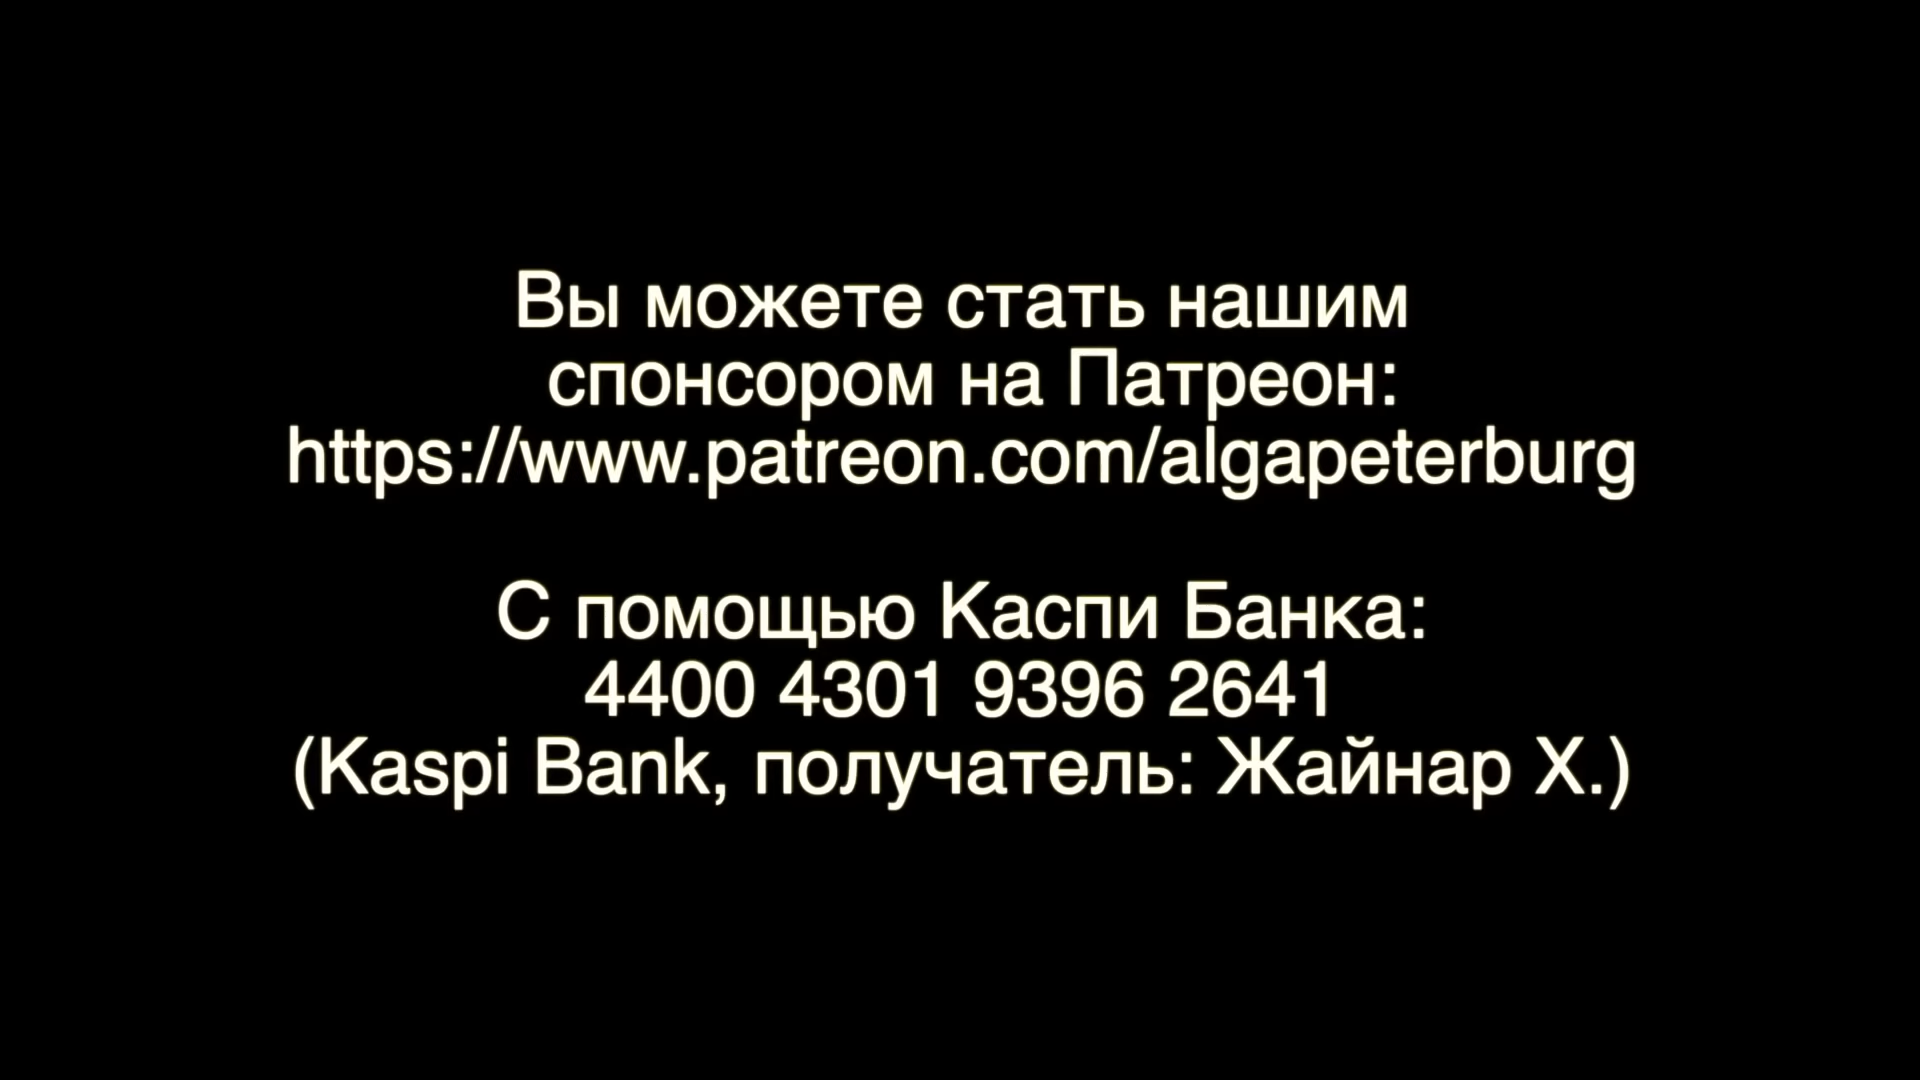 Вы можете стать нашим
спонсором на Патреон:
https://www.patreon.com/algapeterburg
С помощью Каспи Банка:
4400 4301 9396 2641
(Kaspi Bank, получатель: Жайнар Х.)